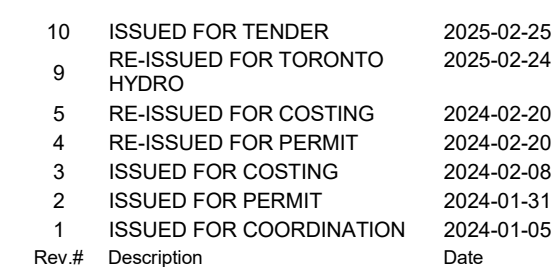 10 ISSUED FOR TENDER 2025-02-25
9 RE-ISSUED FOR TORONTO HYDRO 2025-02-24
5 RE-ISSUED FOR COSTING 2024-02-20
4 RE-ISSUED FOR PERMIT 2024-02-20
3 ISSUED FOR COSTING 2024-02-08
2 ISSUED FOR PERMIT 2024-01-31
1 ISSUED FOR COORDINATION 2024-01-05
Rev.# Description Date